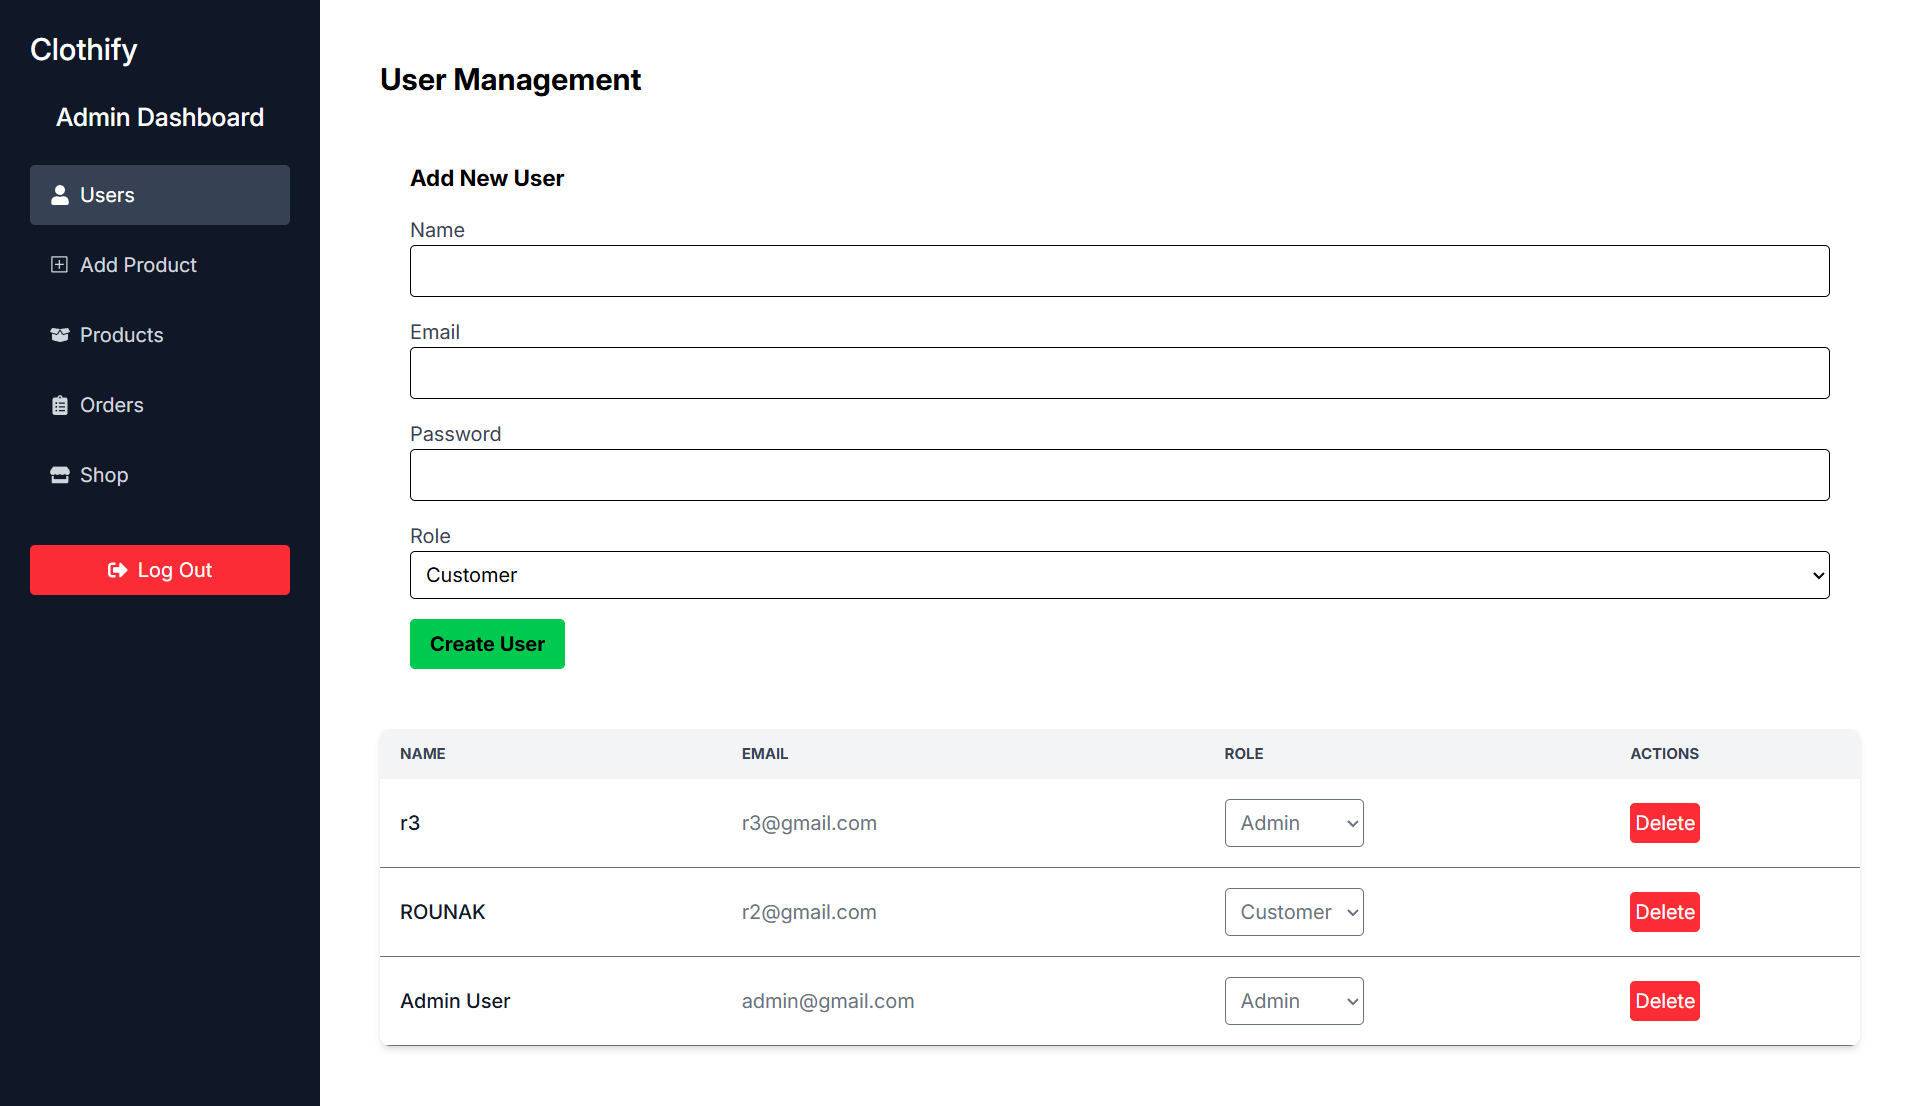 Clothify
Admin Dashboard
Users
Add Product
Products
Orders
Shop
Log Out
User Management
Add New User
Name
Email
Password
Role
Customer
Create User
NAME EMAIL ROLE ACTIONS
r3 r3@gmail.com Admin Delete
ROUNAK r2@gmail.com Customer Delete
Admin User admin@gmail.com Admin Delete